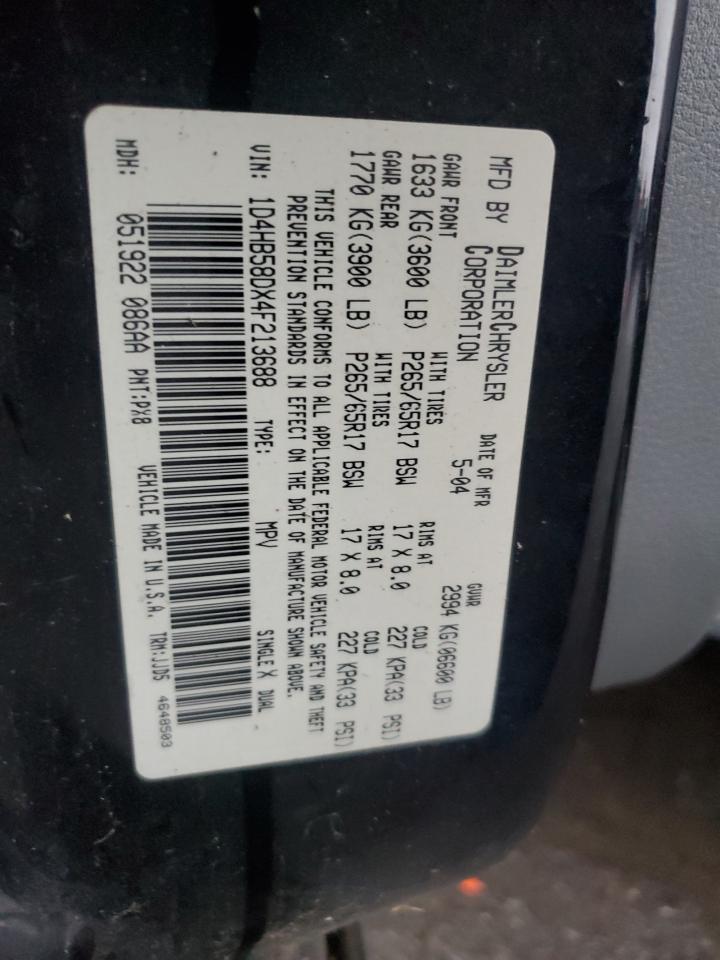 MFD BY DAIMLERCHRYSLER CORPORATION DATE OF MFR 5-04 GVWR 2994 KG(06600 LB)
GAWR FRONT WITH TIRES RIMS AT COLD
1633 KG(3600 LB) P265/65R17 BSW 17 X 8.0 227 KPA(33 PSI)
GAWR REAR WITH TIRES RIMS AT COLD
1770 KG(3900 LB) P265/65R17 BSW 17 X 8.0 227 KPA(33 PSI)
THIS VEHICLE CONFORMS TO ALL APPLICABLE FEDERAL MOTOR VEHICLE SAFETY AND THEFT
PREVENTION STANDARDS IN EFFECT ON THE DATE OF MANUFACTURE SHOWN ABOVE.
VIN: 1D4HB58DX4F213688 TYPE: MPV SINGLE X DUAL
MDH: 051922 086AA PNT:PX8 VEHICLE MADE IN U.S.A. TRM:JJD5 4648503